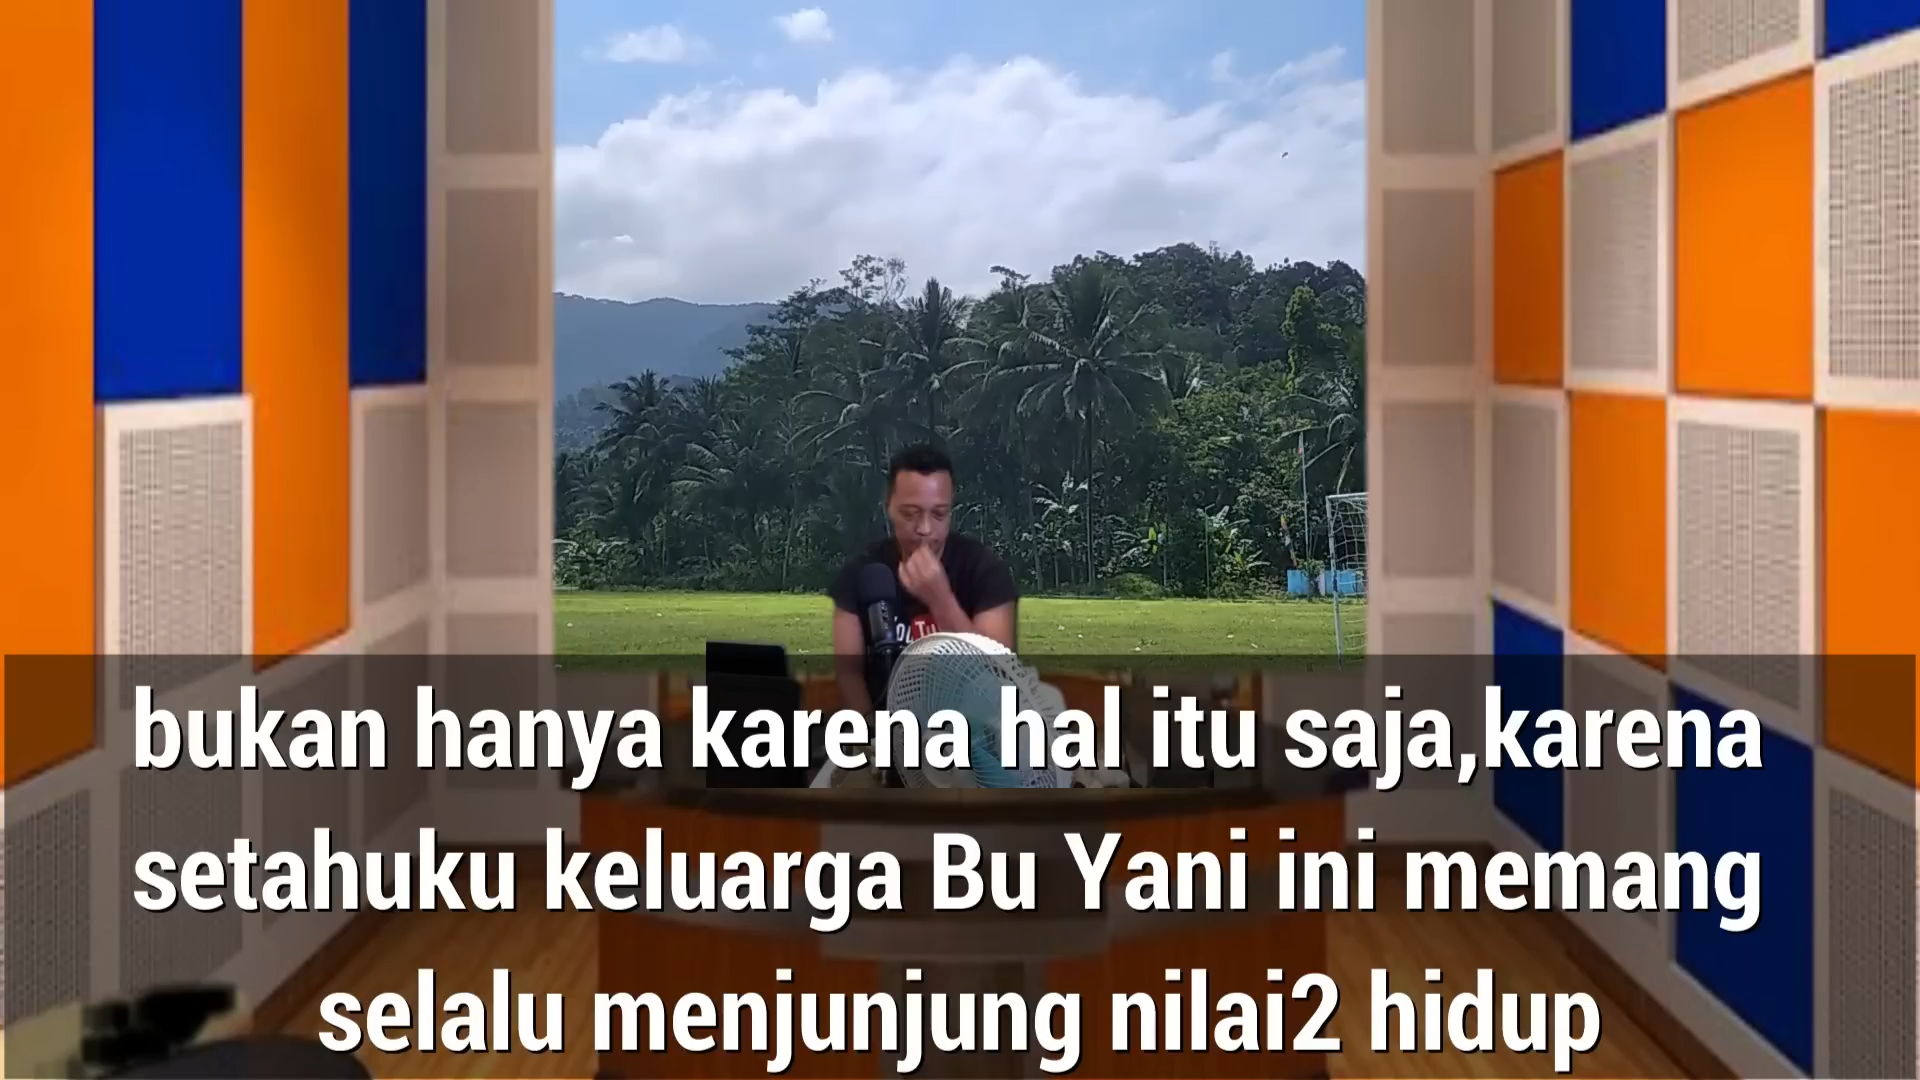 bukan hanya karena hal itu saja,karena
setahuku keluarga Bu Yani ini memang
selalu menjunjung nilai2 hidup